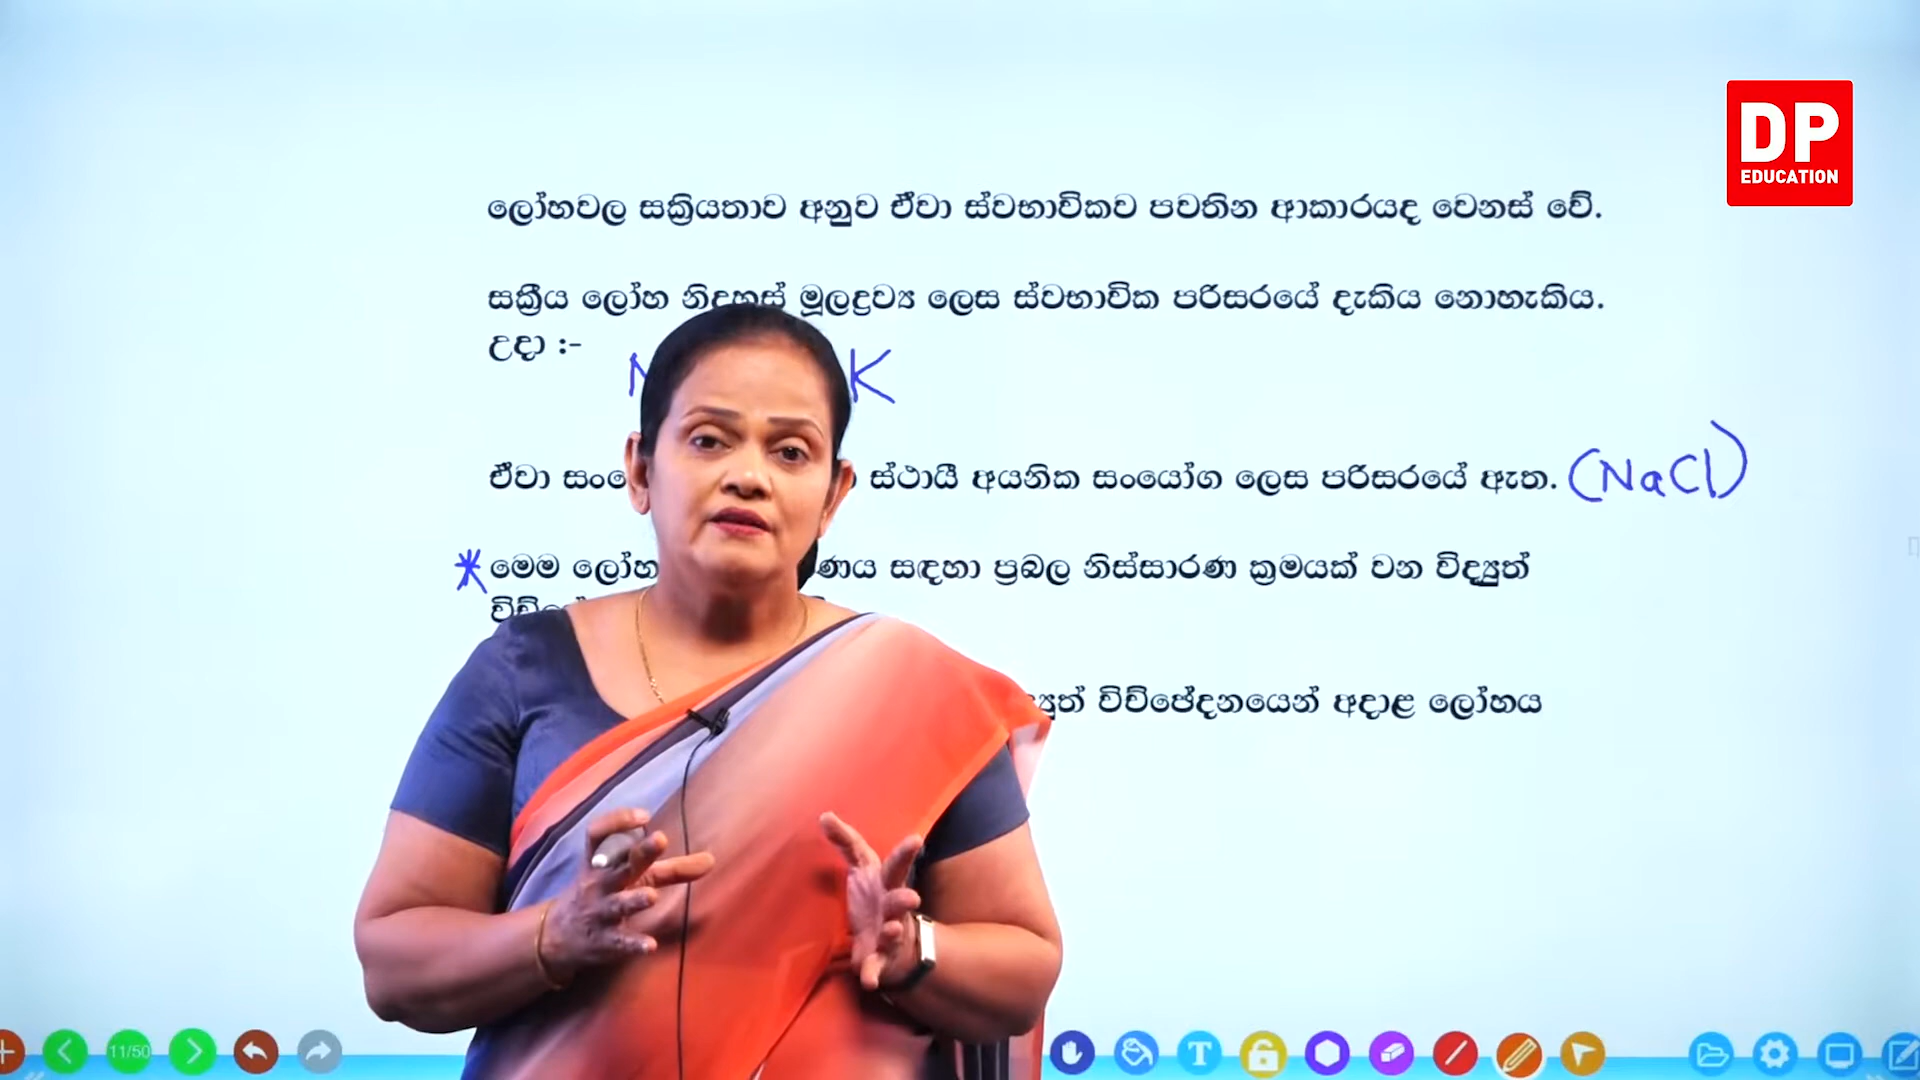 DP
EDUCATION
ලෝහවල සක්‍රියතාව අනුව ඒවා ස්වභාවිකව පවතින ආකාරයද වෙනස් වේ.
සක්‍රීය ලෝහ නිදහස් මූලද්‍රව්‍ය ලෙස ස්වභාවික පරිසරයේ දැකිය නොහැකිය.
උදා :-
K
ඒවා ස්ථායී අයනික සංයෝග ලෙස පරිසරයේ ඇත. (NaCl)
* මෙම ලෝහ සඳහා ප්‍රබල නිස්සාරණ ක්‍රමයක් වන විද්‍යුත්
විච්ඡේදනයෙන් අදාළ ලෝහය
11/50
T